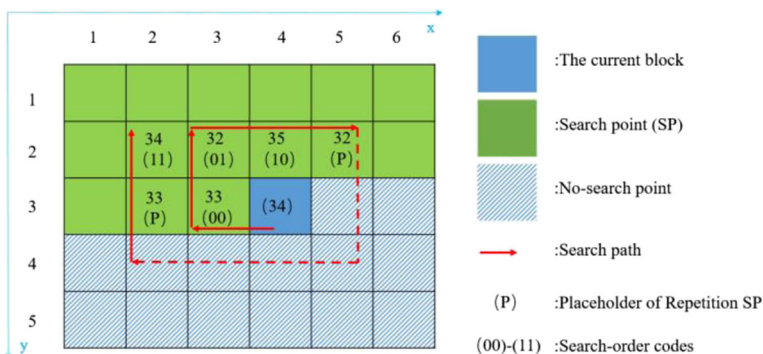 x
1 2 3 4 5 6
1
2
3
4
5
y
34 32 35 32
(11) (01) (10) (P)
33 33 (34)
(P) (00)
:The current block
:Search point (SP)
:No-search point
:Search path
(P) :Placeholder of Repetition SP
(00)-(11) :Search-order codes